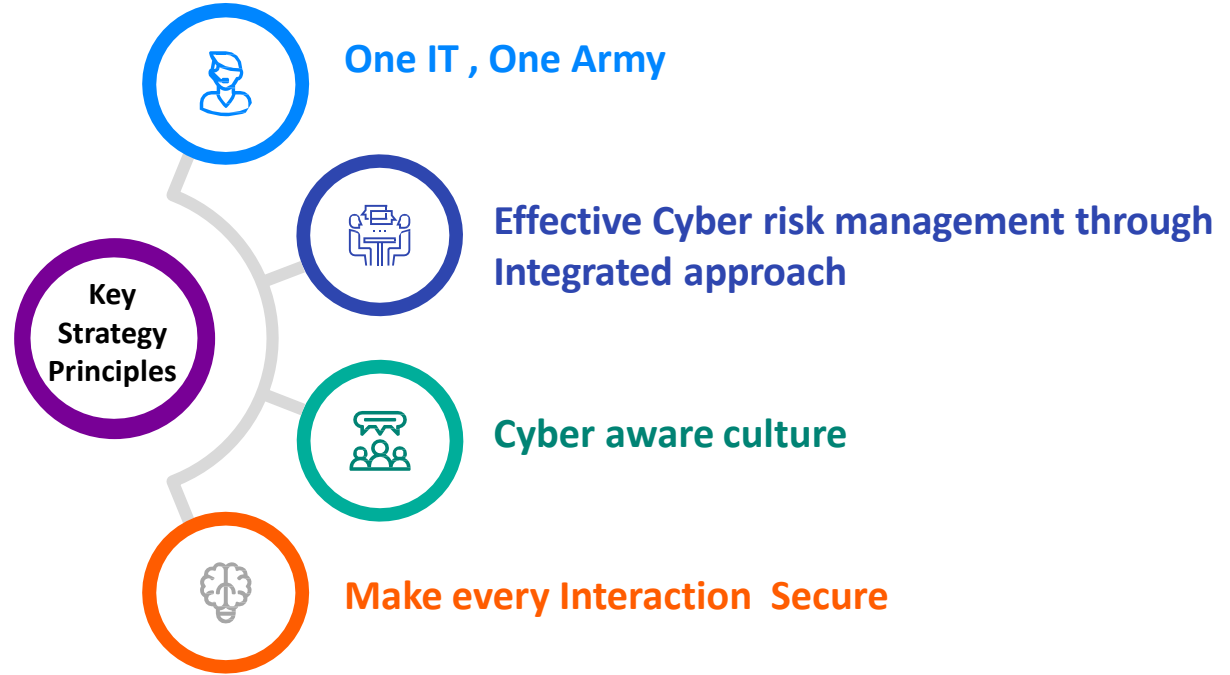 One IT , One Army
Effective Cyber risk management through
Integrated approach
Key
Strategy
Principles
Cyber aware culture
Make every Interaction  Secure